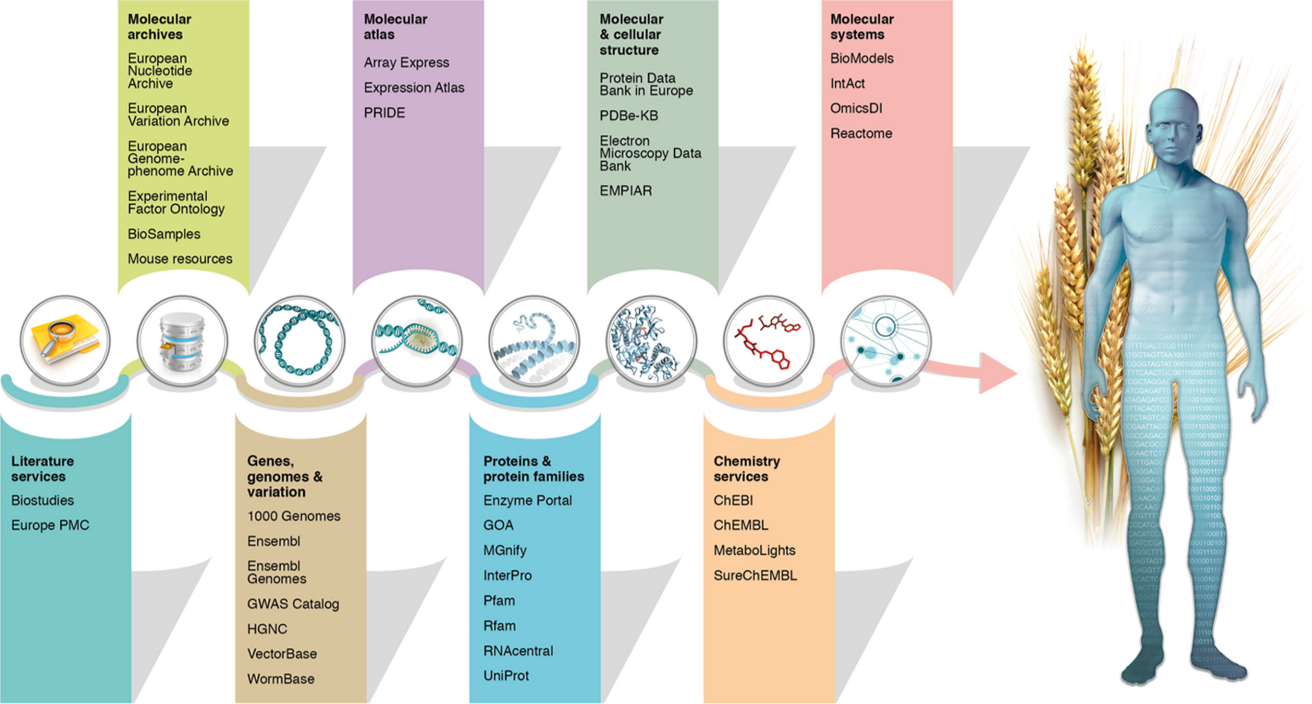 Molecular
archives
European
Nucleotide
Archive
European
Variation Archive
European
Genome-
phenome Archive
Experimental
Factor Ontology
BioSamples
Mouse resources
Molecular
atlas
Array Express
Expression Atlas
PRIDE
Molecular
& cellular
structure
Protein Data
Bank in Europe
PDBe-KB
Electron
Microscopy Data
Bank
EMPIAR
Molecular
systems
BioModels
IntAct
OmicsDI
Reactome
Literature
services
Biostudies
Europe PMC
Genes,
genomes &
variation
1000 Genomes
Ensembl
Ensembl
Genomes
GWAS Catalog
HGNC
VectorBase
WormBase
Proteins &
protein families
Enzyme Portal
GOA
MGnify
InterPro
Pfam
Rfam
RNAcentral
UniProt
Chemistry
services
ChEBI
ChEMBL
MetaboLights
SureChEMBL